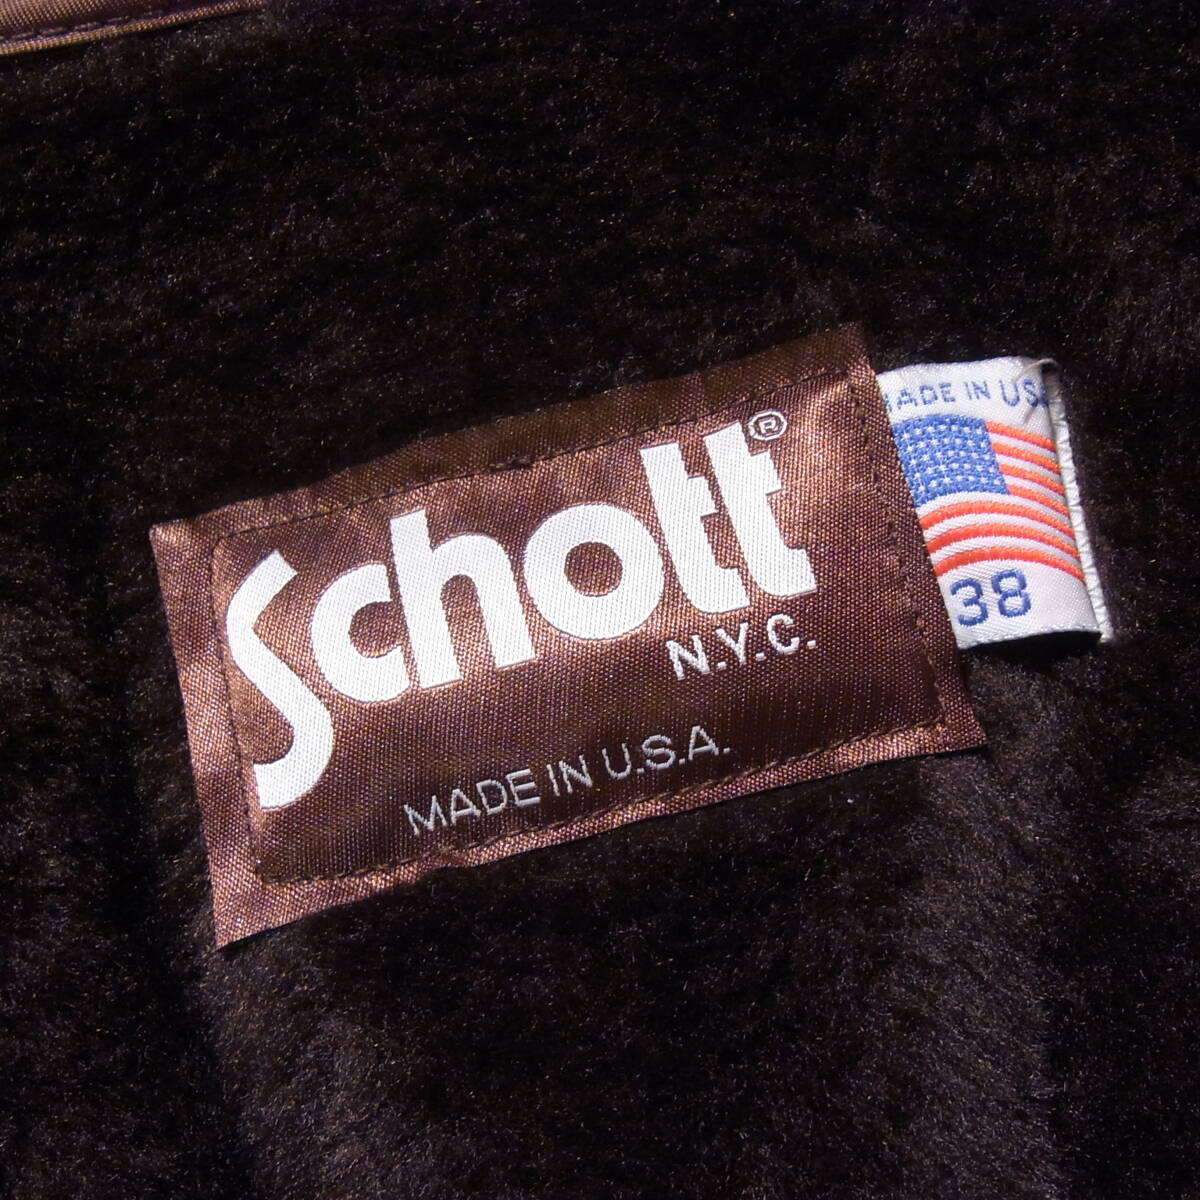 Schott®
N.Y.C.
MADE IN U.S.A.
MADE IN USA
38